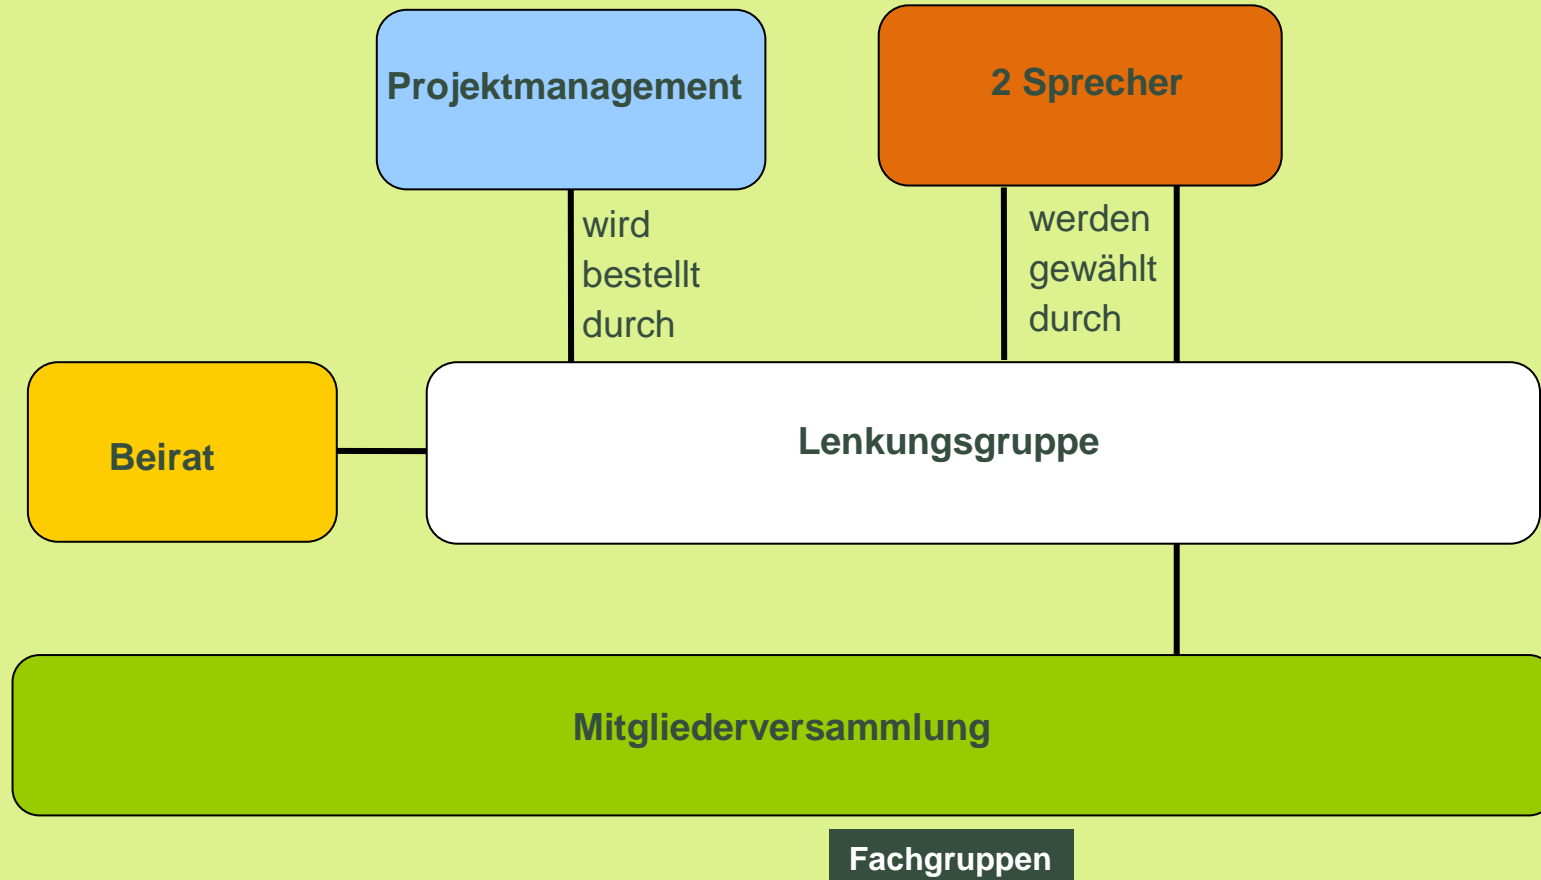 Projektmanagement
2 Sprecher
wird
bestellt
durch
werden
gewählt
durch
Beirat
Lenkungsgruppe
Mitgliederversammlung
Fachgruppen